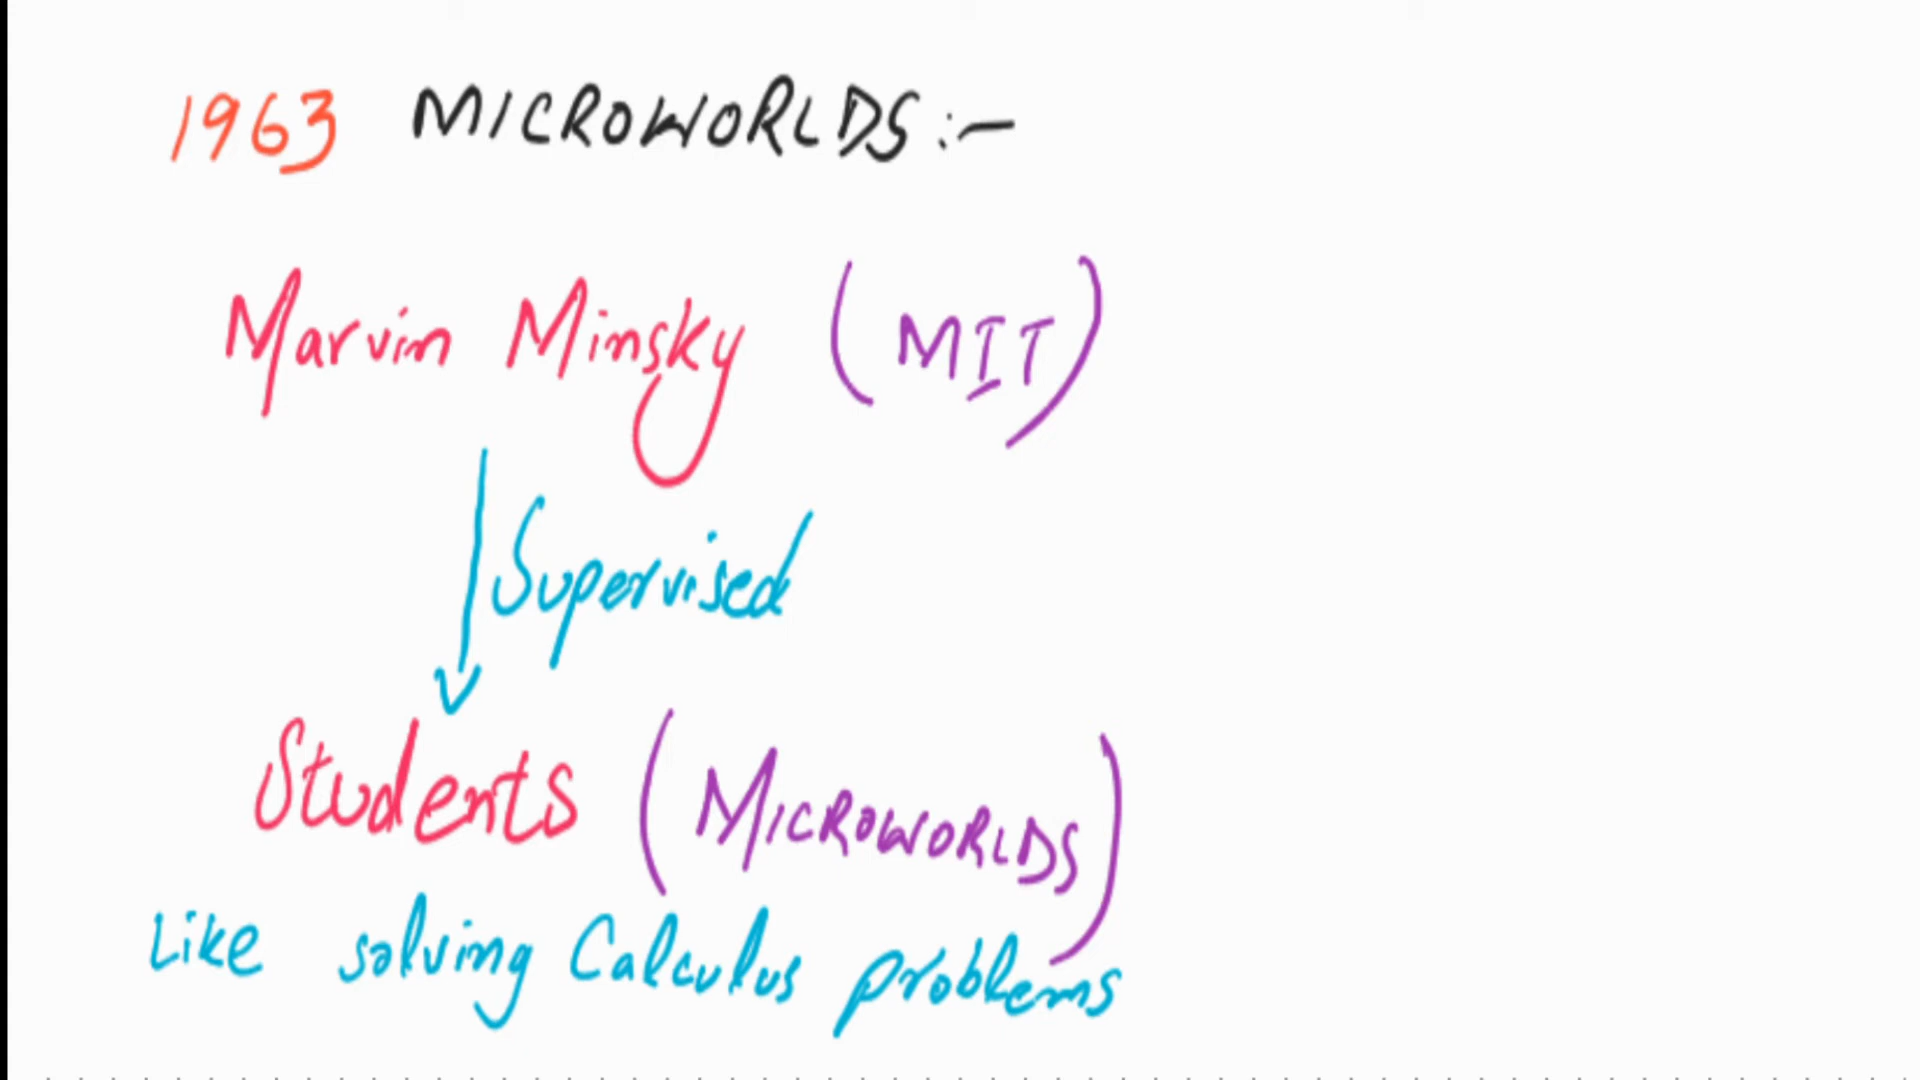 1963 MICROWORLDS :-
Marvin Minsky (MIT)
Supervised
Students (MICROWORLDS)
Like solving Calculus problems